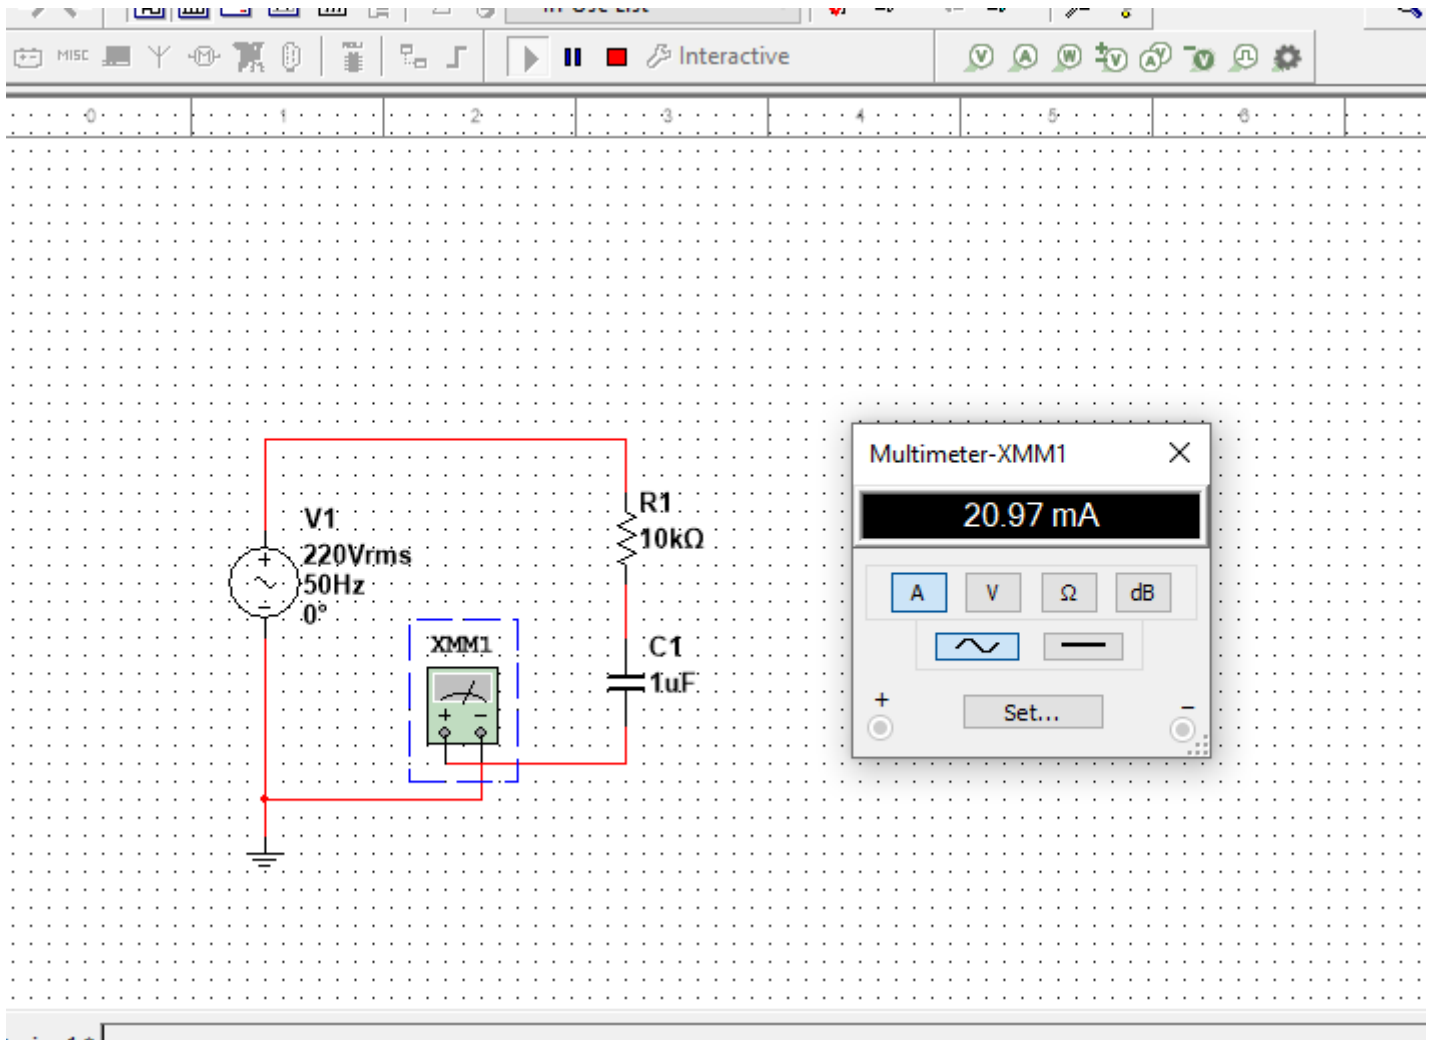 MISC
Interactive
0 1 2 3 4 5 6
V1
220Vrms
50Hz
0°
XMM1
R1
10kΩ
C1
1uF
Multimeter-XMM1
20.97 mA
A V Ω dB
+ −
Set...